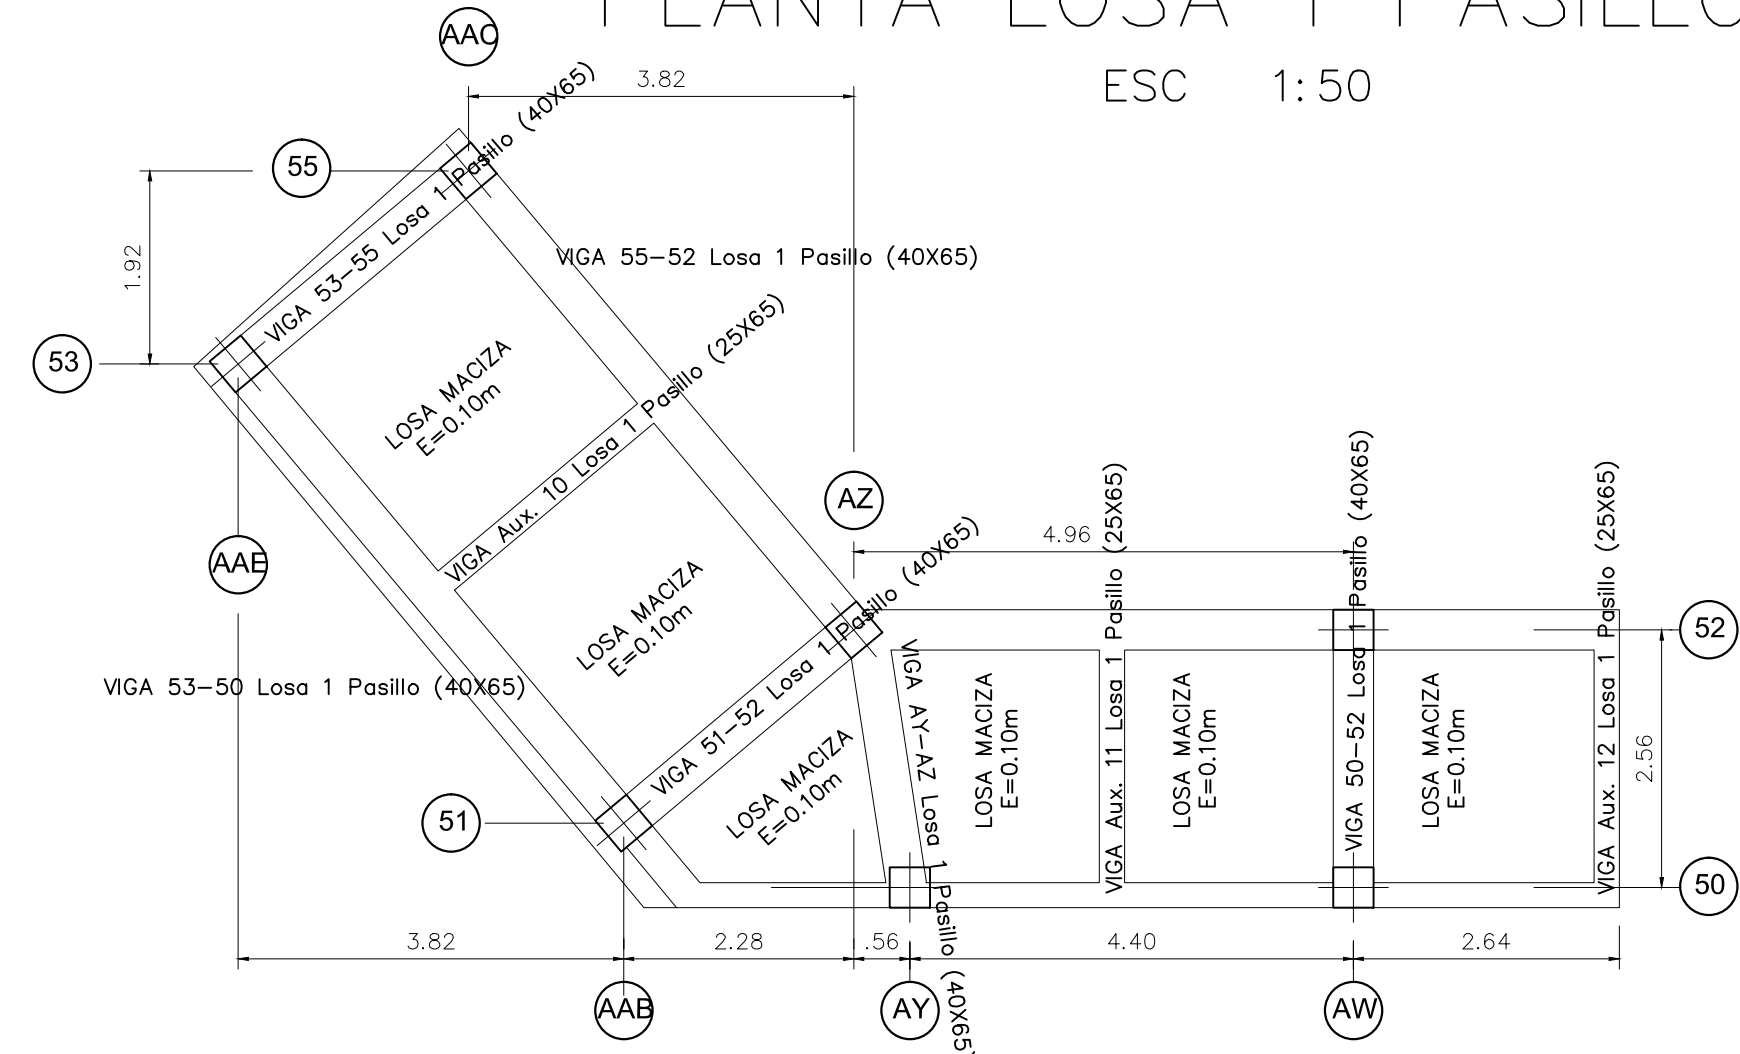 PLANTA LOSA 1 PASILLO
ESC 1:50
AAC
3.82
55
VIGA 53-55 Losa 1 Pasillo (40X65)
1.92
VIGA 55-52 Losa 1 Pasillo (40X65)
53
LOSA MACIZA
E=0.10m
VIGA Aux. 10 Losa 1 Pasillo (25X65)
AZ
AAE
4.96
LOSA MACIZA
E=0.10m
VIGA 53-50 Losa 1 Pasillo (40X65)
VIGA 51-52 Losa 1 Pasillo (40X65)
52
VIGA AY-AZ Losa 1 Pasillo (40X65)
LOSA MACIZA
E=0.10m
VIGA Aux. 11 Losa 1 Pasillo (25X65)
LOSA MACIZA
E=0.10m
VIGA 50-52 Losa 1 Pasillo (40X65)
LOSA MACIZA
E=0.10m
VIGA Aux. 12 Losa 1 Pasillo (25X65)
2.56
LOSA MACIZA
E=0.10m
51
50
3.82
2.28
.56
4.40
2.64
AAB
AY
AW